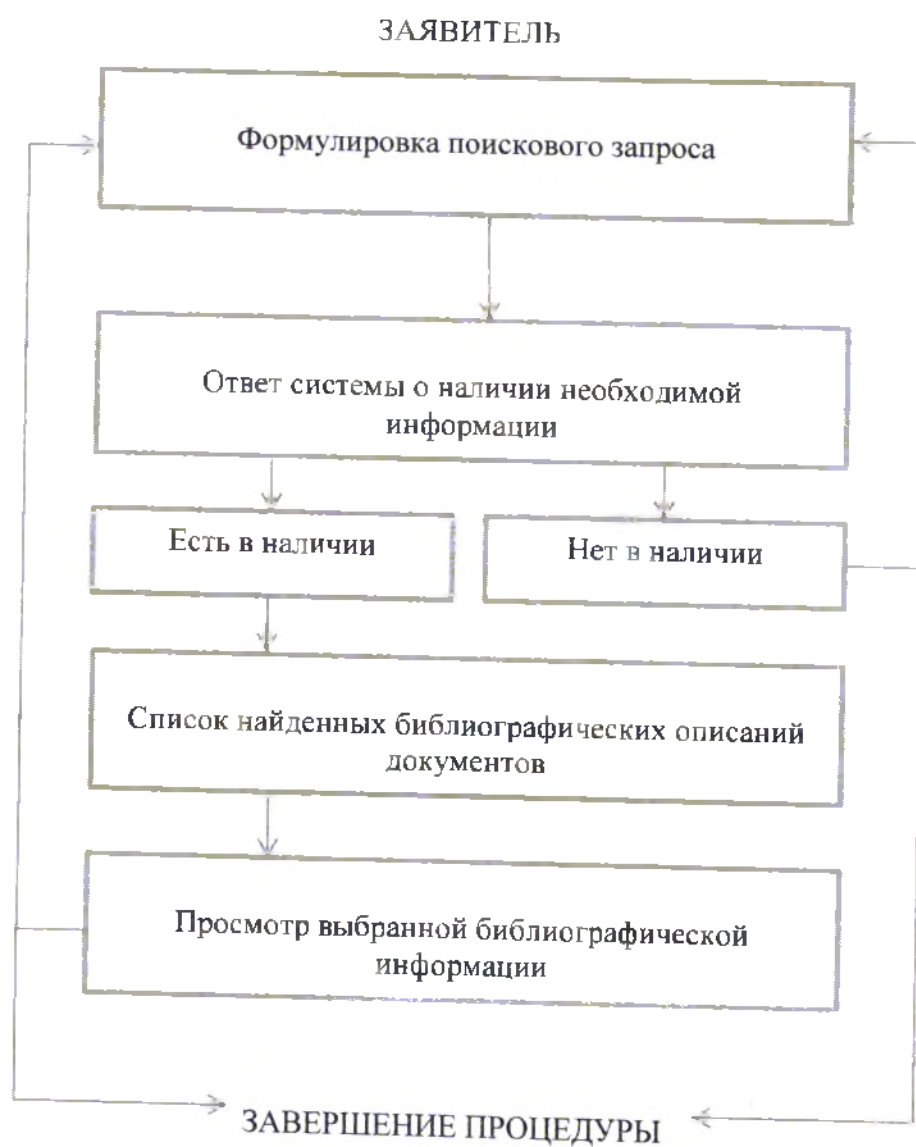 ЗАЯВИТЕЛЬ
Формулировка поискового запроса
Ответ системы о наличии необходимой
информации
Есть в наличии
Нет в наличии
Список найденных библиографических описаний
документов
Просмотр выбранной библиографической
информации
ЗАВЕРШЕНИЕ ПРОЦЕДУРЫ